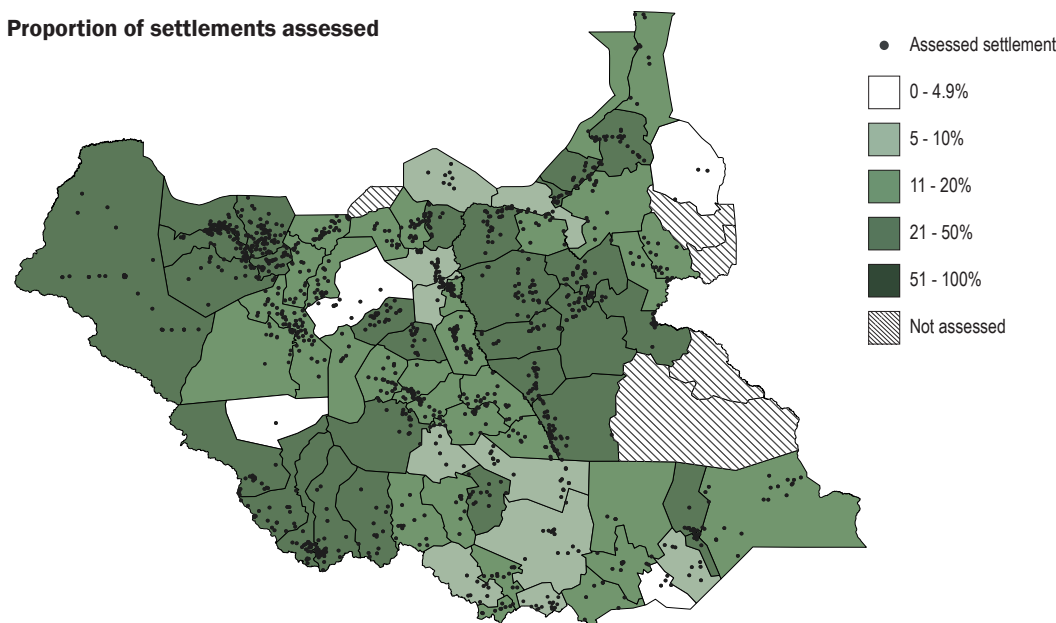 Proportion of settlements assessed
Assessed settlement
0 - 4.9%
5 - 10%
11 - 20%
21 - 50%
51 - 100%
Not assessed